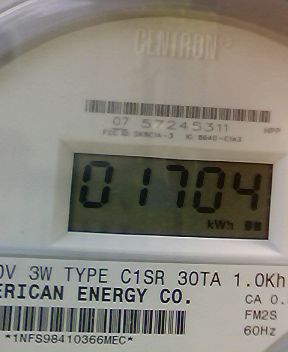 CENTRON®
07 57245311
HPP
01704
kWh
0V 3W TYPE C1SR 30TA 1.0Kh
ERICAN ENERGY CO.
CA 0.
FM2S
60Hz
*1NFS98410366MEC*